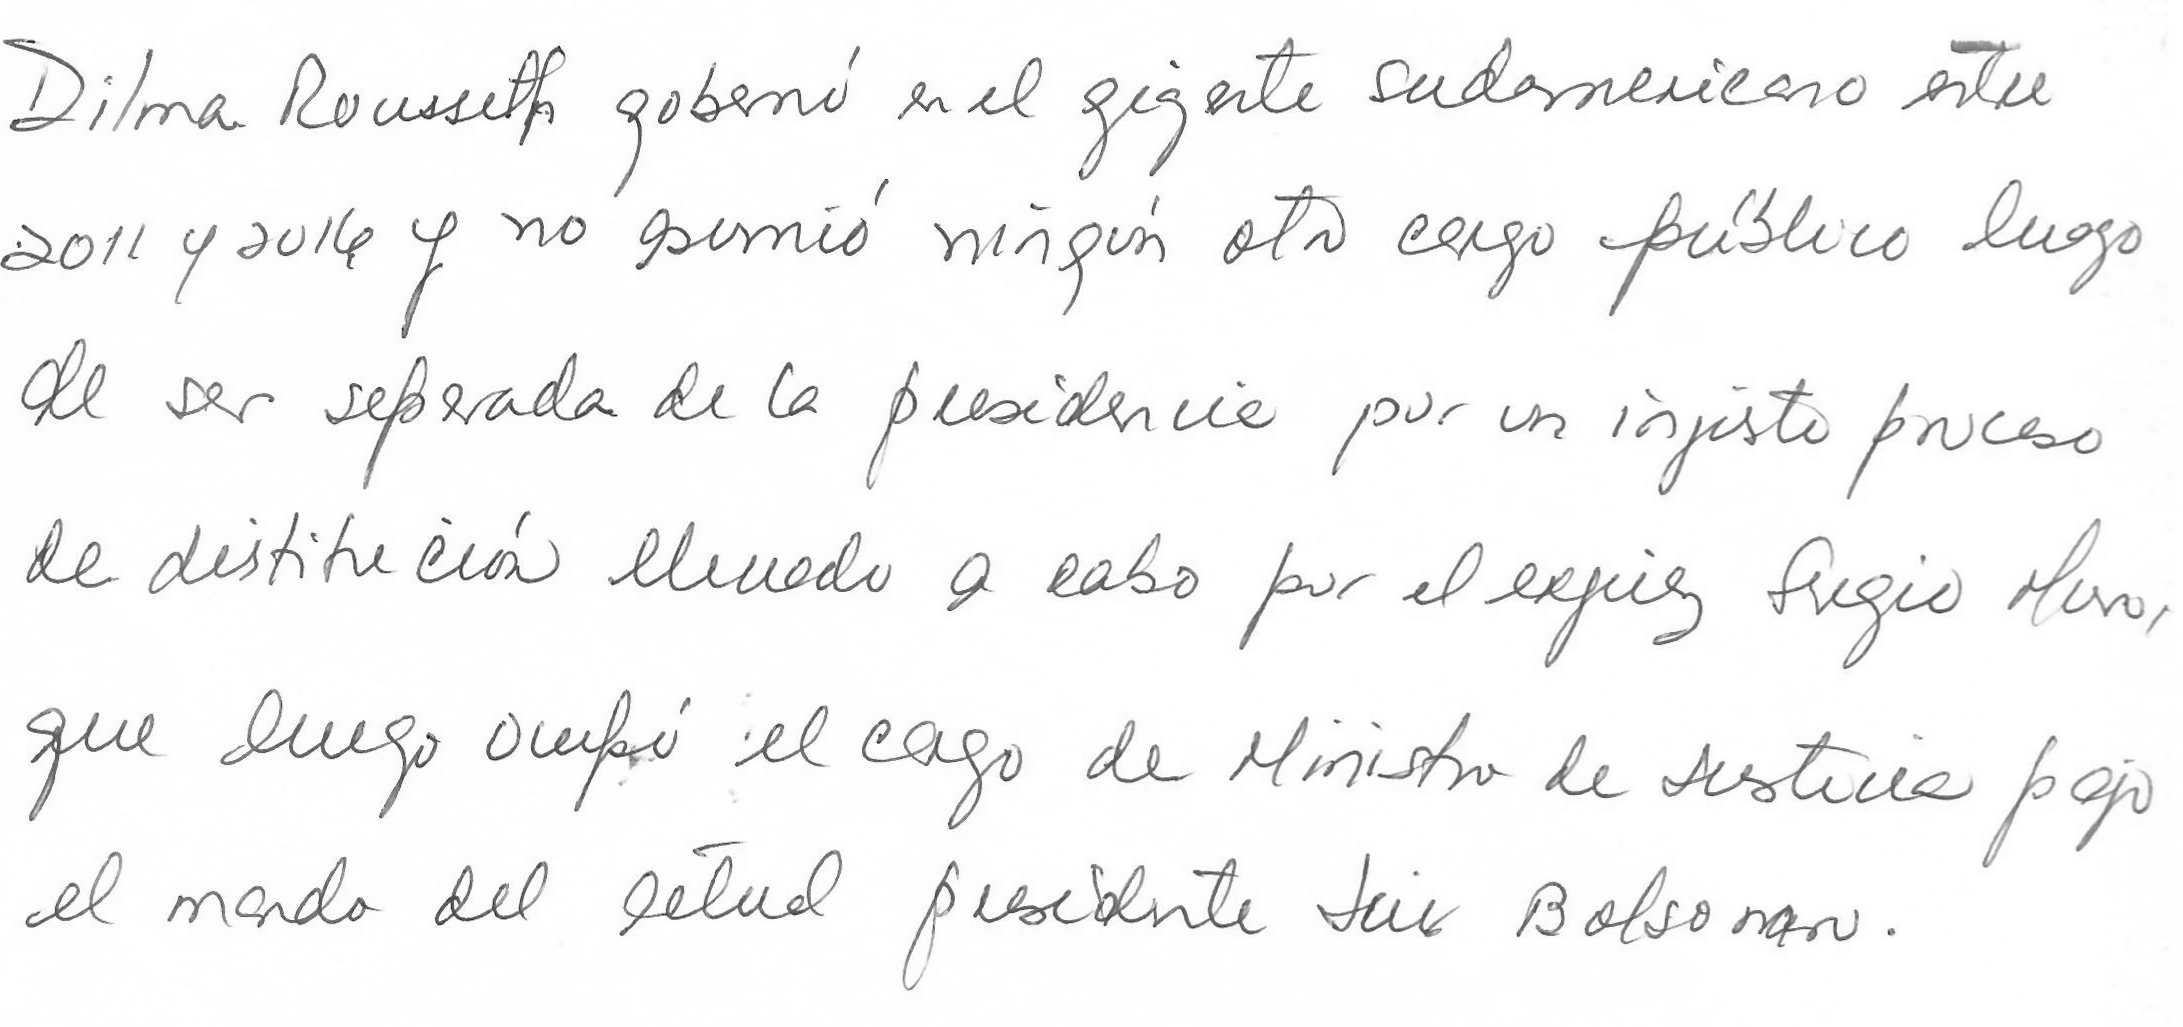 Dilma Rousseff gobernó en el gigante sudamericano entre
2011 y 2016 y no asumió ningún otro cargo público luego
de ser separada de la presidencia por un injusto proceso
de distitución llevado a cabo por el exjuez Sergio Moro,
que luego ocupó el cargo de Ministro de Justicia bajo
el mando del actual presidente Bolsonaro.